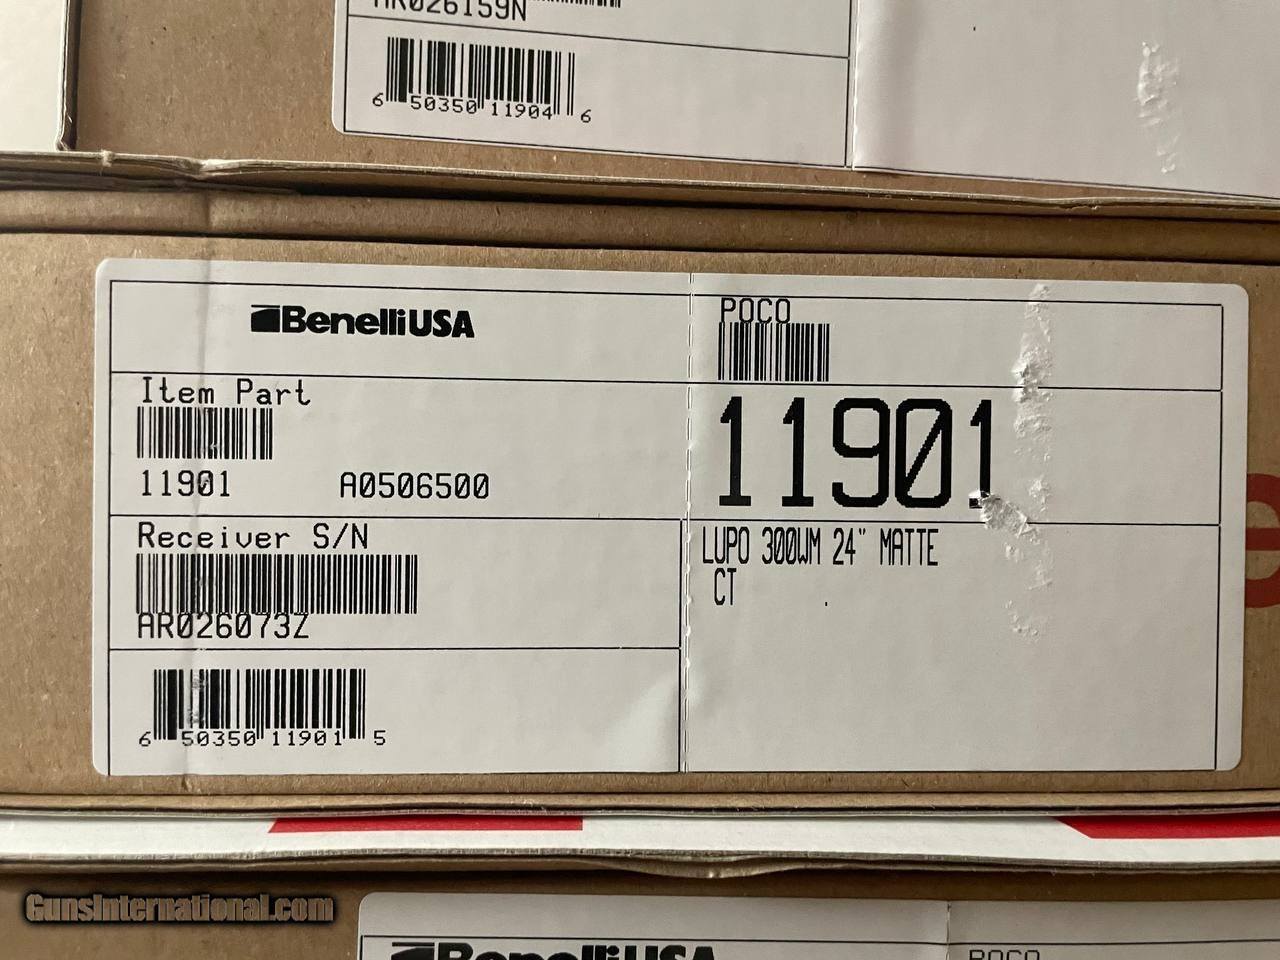 AR026159N
6 50350 11904 6
BenelliUSA
POCO
Item Part
11901 A0506500
11901
Receiver S/N
AR026073Z
LUPO 300WM 24" MATTE
CT
6 50350 11901 5
GunsInternational.com
BenelliUSA
POCO